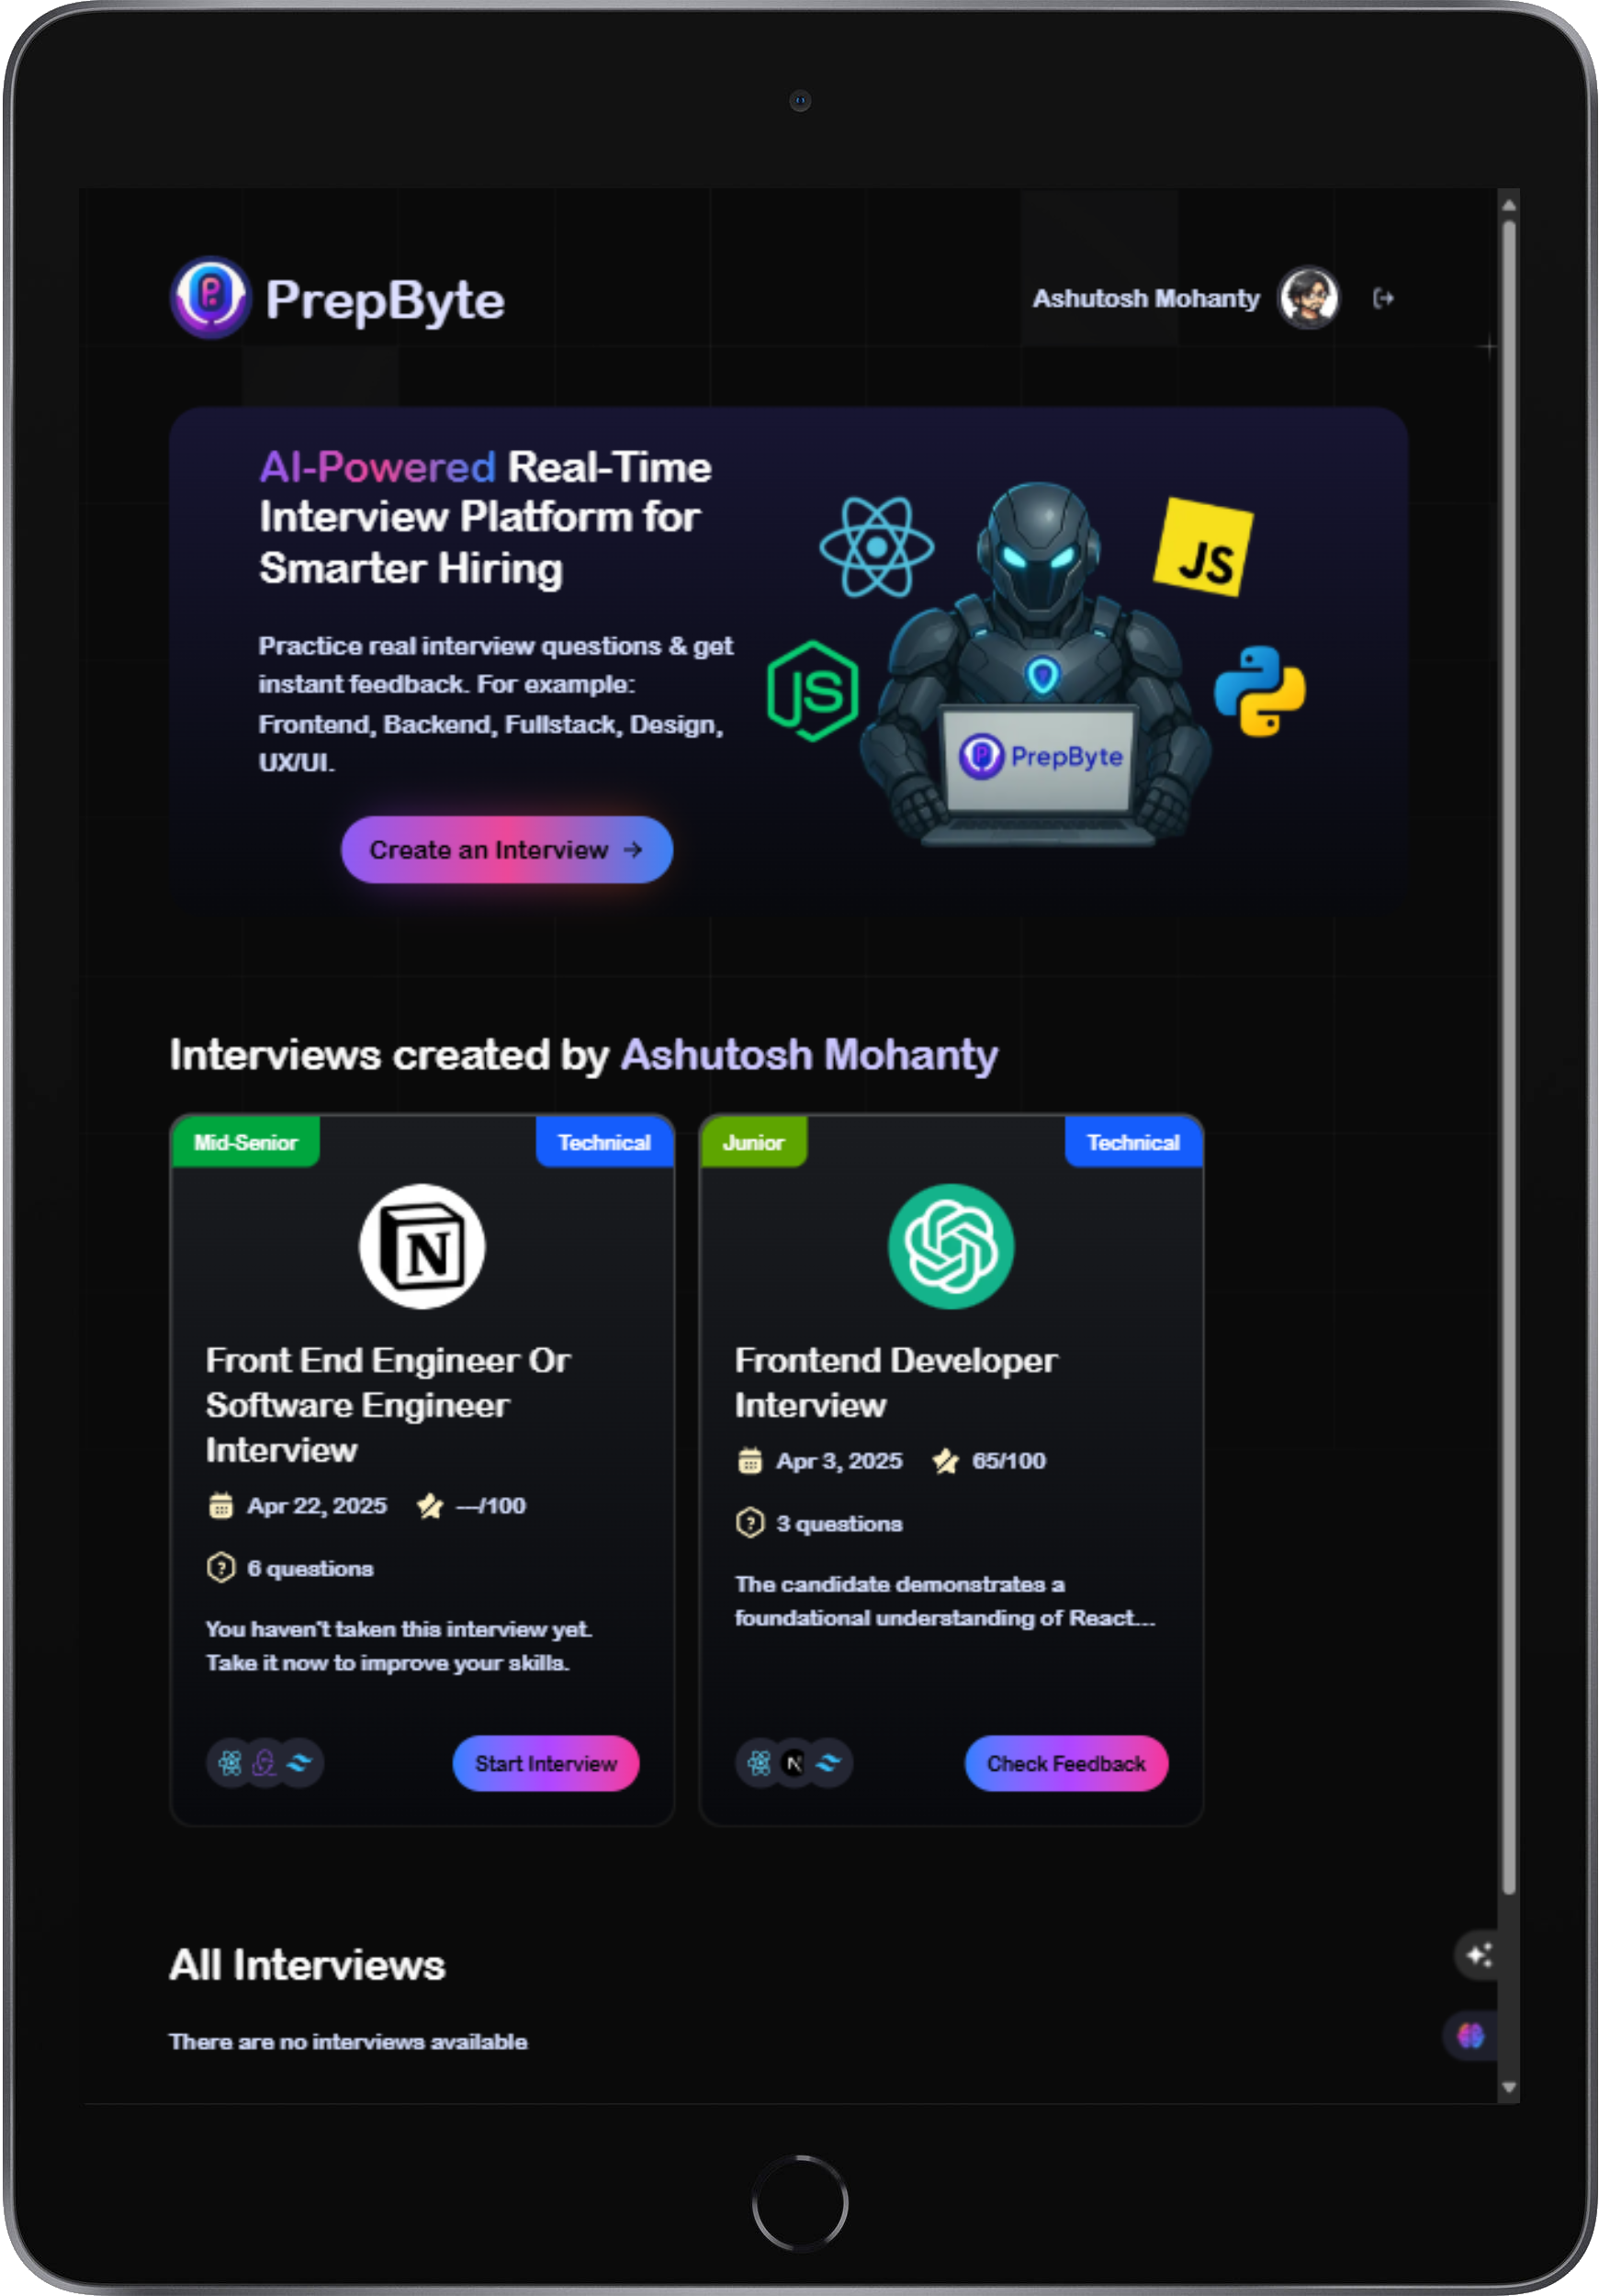 PrepByte
Ashutosh Mohanty
AI-Powered Real-Time
Interview Platform for
Smarter Hiring
Practice real interview questions & get
instant feedback. For example:
Frontend, Backend, Fullstack, Design,
UX/UI.
Create an Interview →
JS
JS
PrepByte
Interviews created by Ashutosh Mohanty
Mid-Senior
Technical
N
Front End Engineer Or
Software Engineer
Interview
Apr 22, 2025
---/100
6 questions
You haven't taken this interview yet.
Take it now to improve your skills.
Start Interview
Junior
Technical
Frontend Developer
Interview
Apr 3, 2025
65/100
3 questions
The candidate demonstrates a
foundational understanding of React...
N
Check Feedback
All Interviews
There are no interviews available